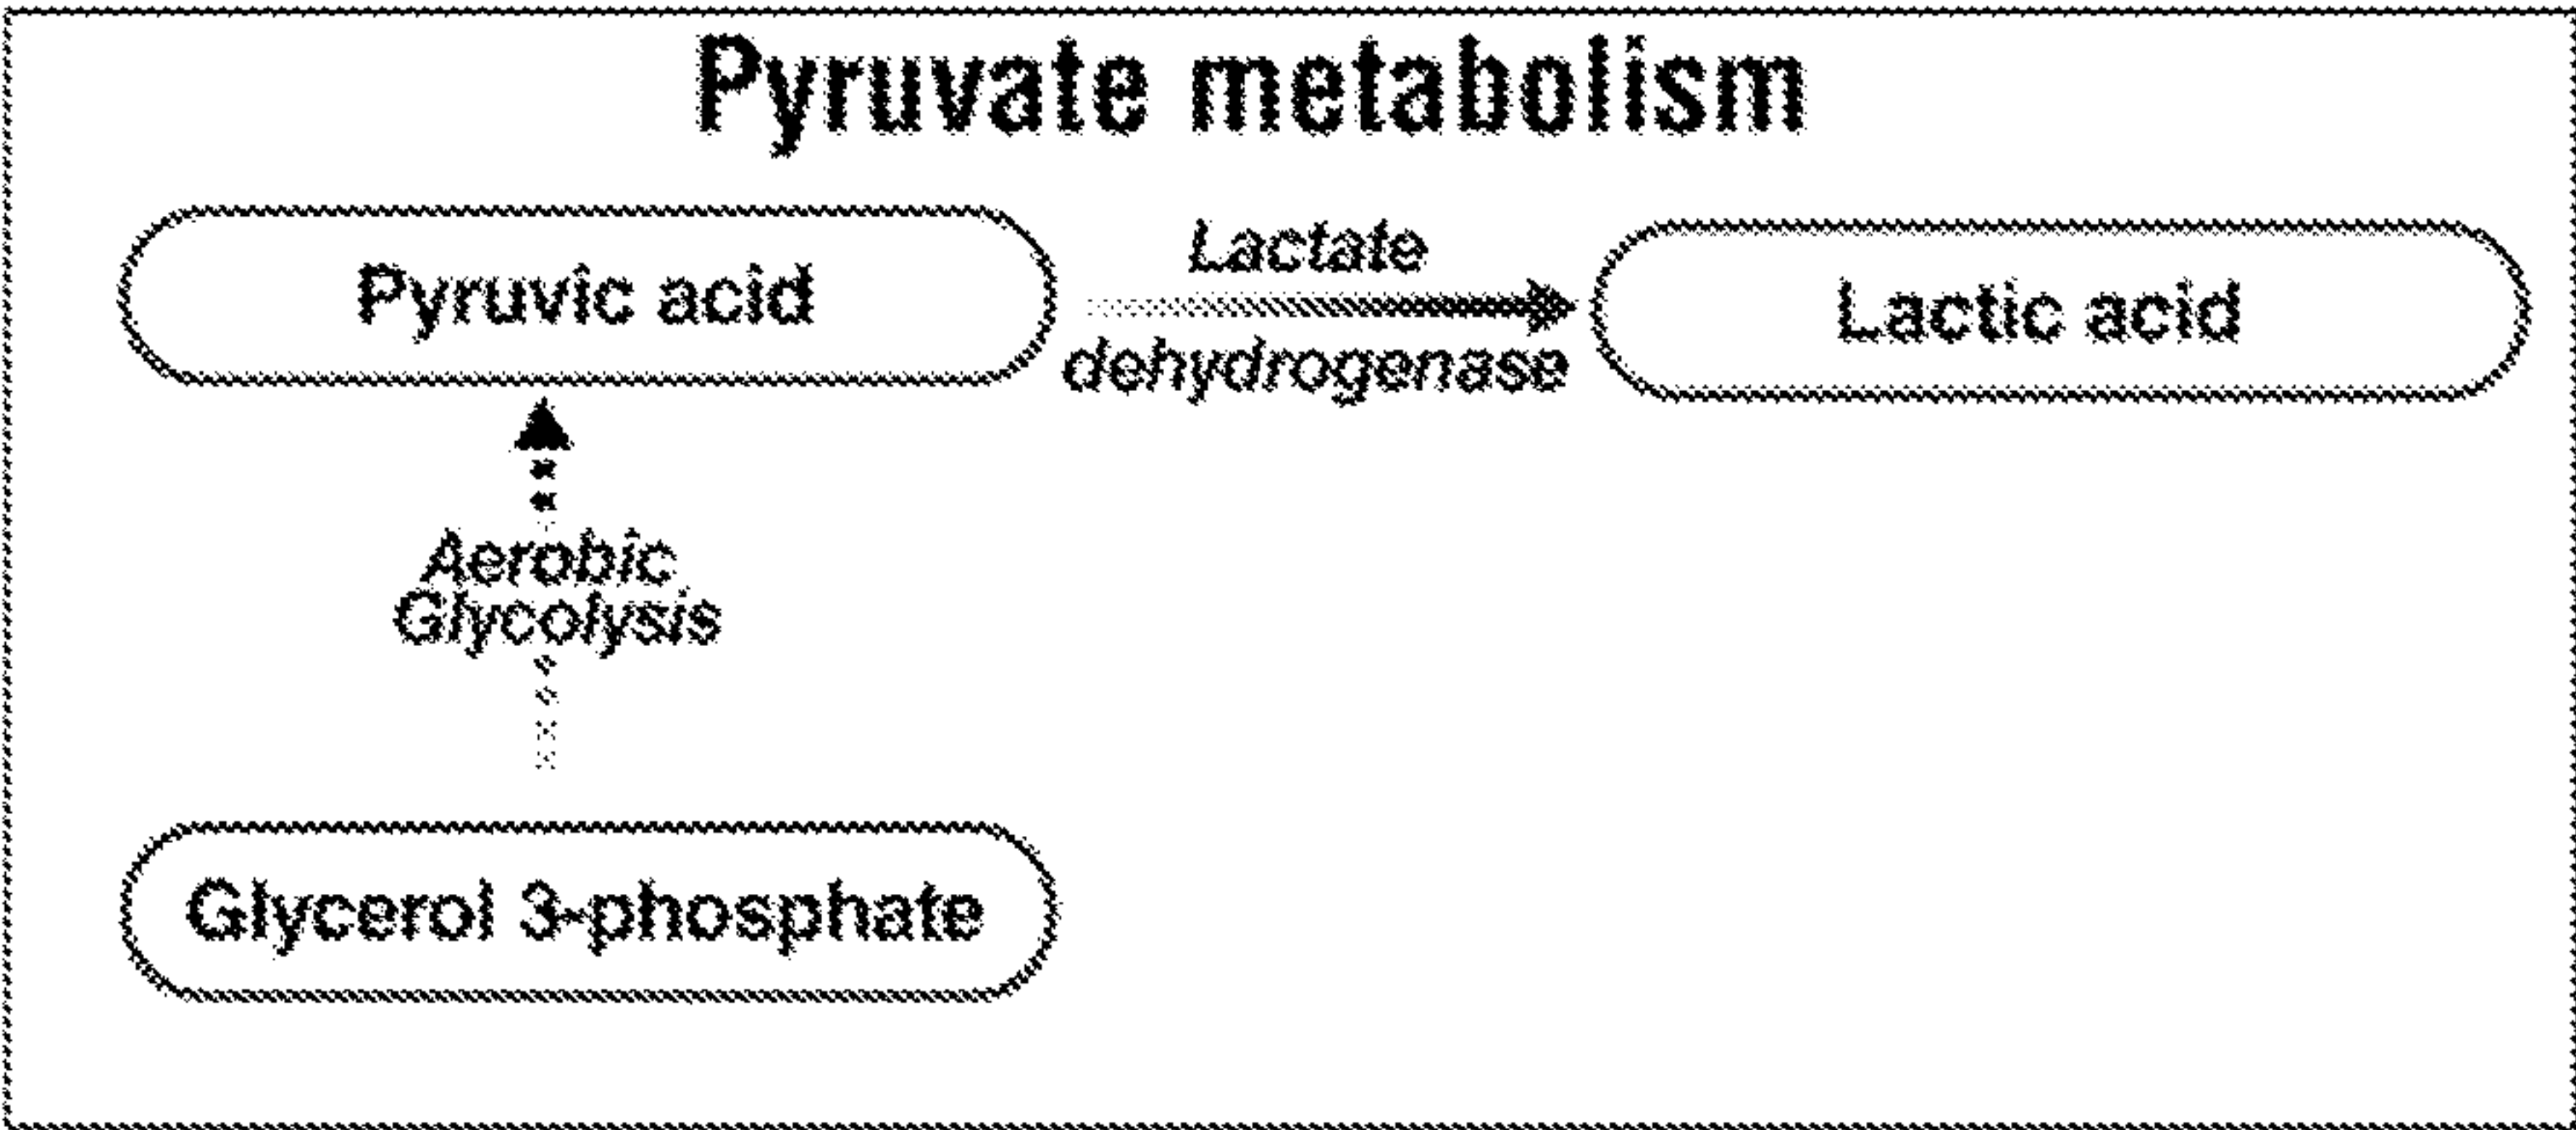 Pyruvate metabolism
Pyruvic acid
Lactate
dehydrogenase
Lactic acid
Aerobic
Glycolysis
Glycerol 3-phosphate